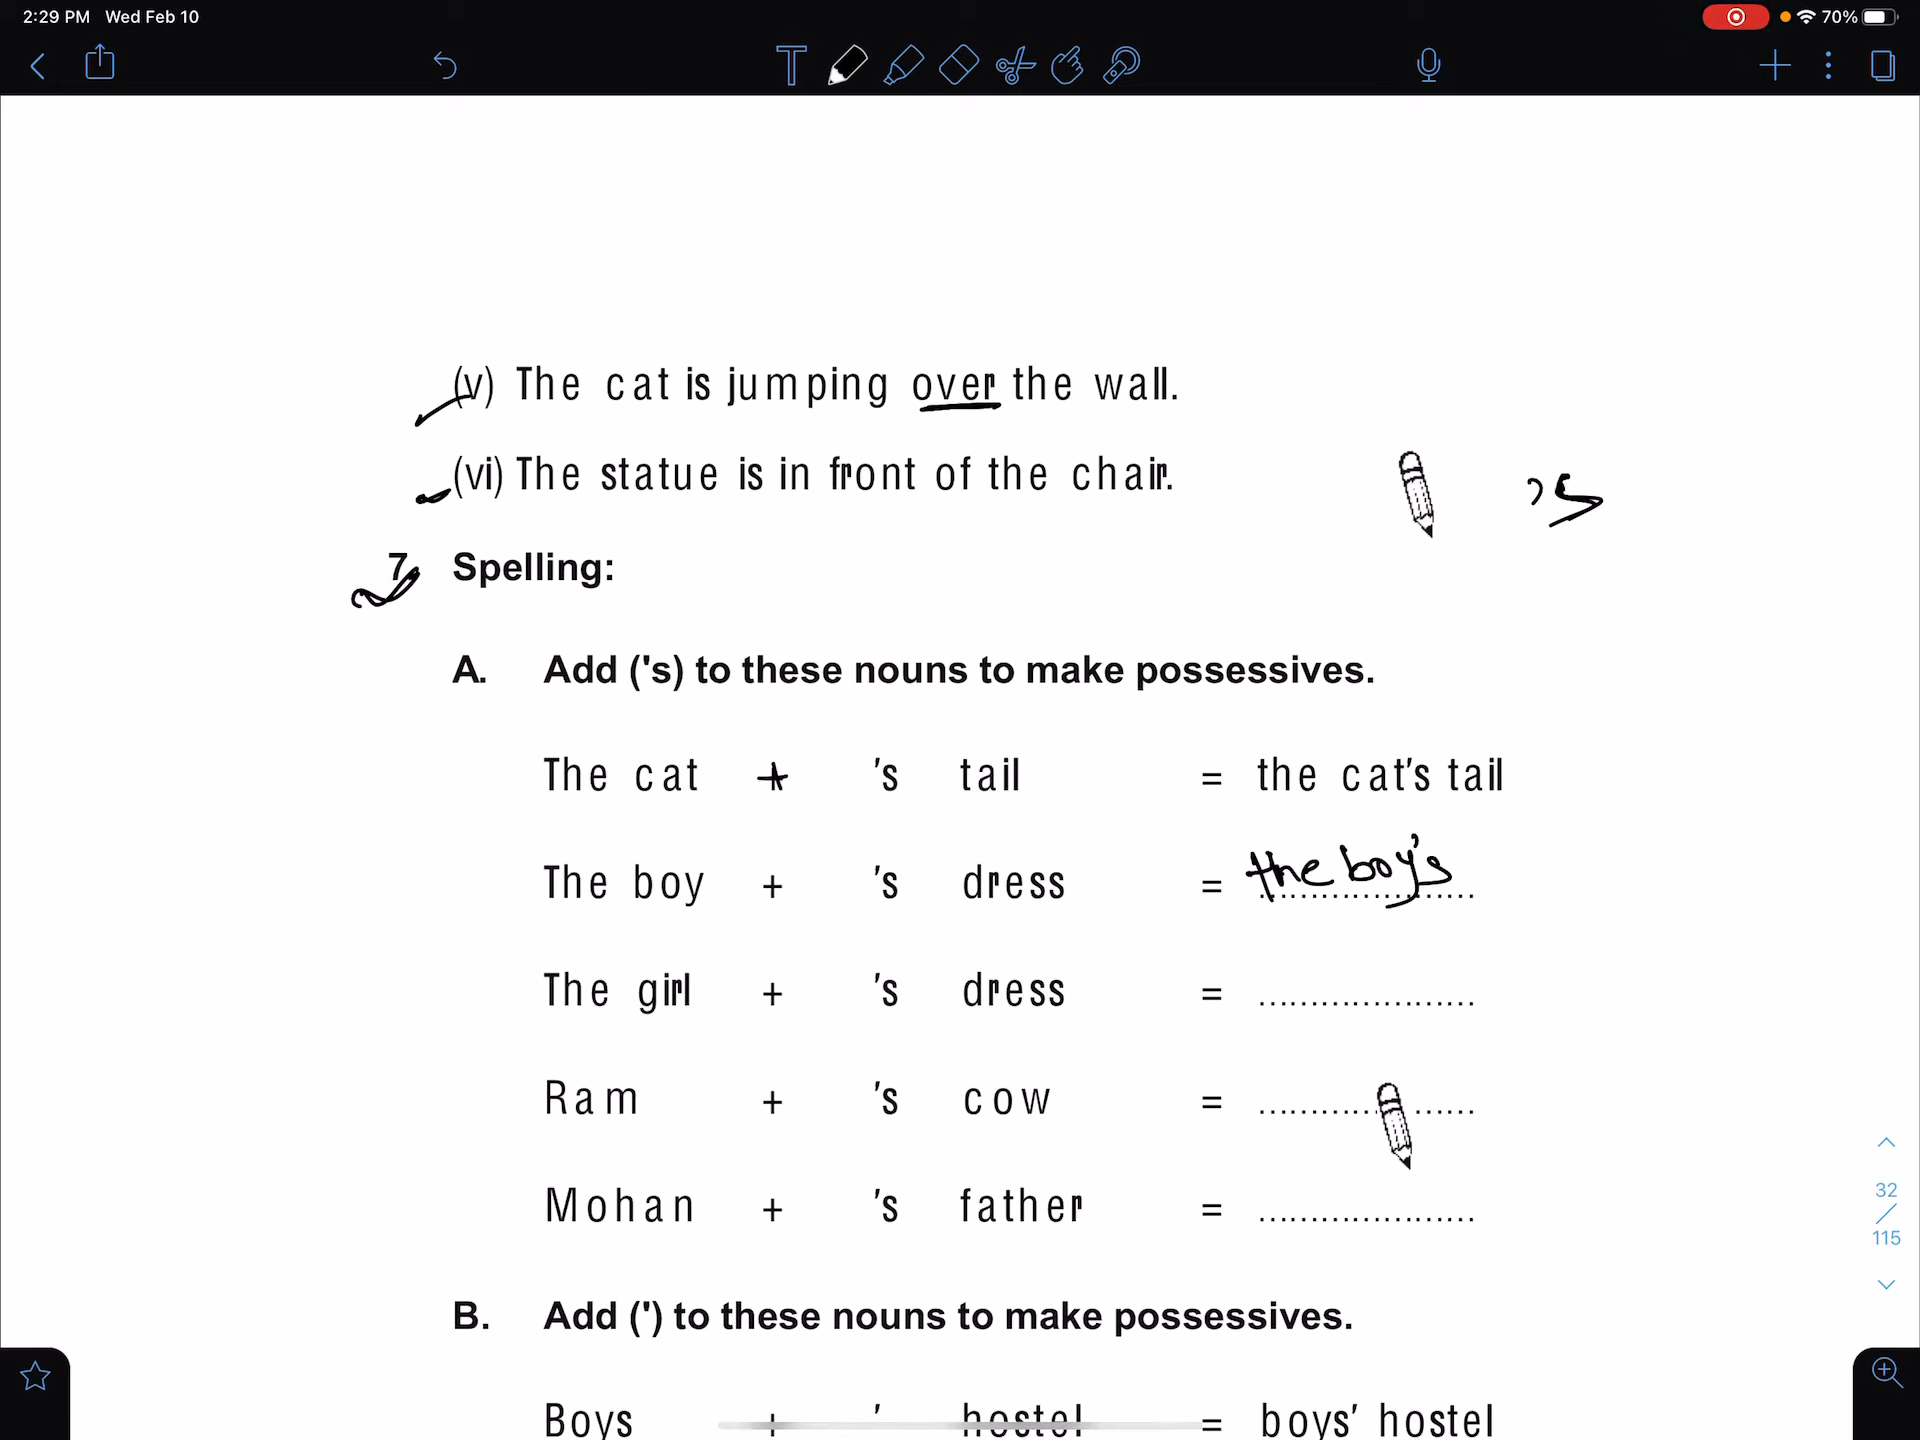 2:29 PM Wed Feb 10
70%
(v) The cat is jumping over the wall.
(vi) The statue is in front of the chair.
's
7. Spelling:
A. Add ('s) to these nouns to make possessives.
The cat + 's tail = the cat's tail
The boy + 's dress = the boy's ....................
The girl + 's dress = ....................
Ram + 's cow = ....................
Mohan + 's father = ....................
32
/
115
B. Add (') to these nouns to make possessives.
Boys + ' hostel = boys' hostel